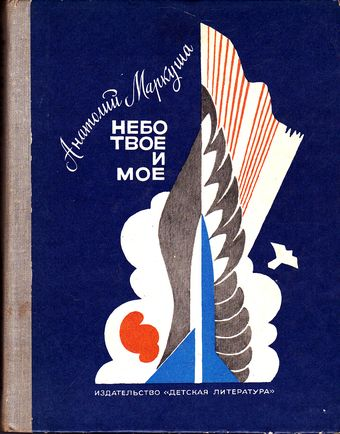 Анатолий Маркуша
НЕБО
ТВОЕ
И
МОЕ
ИЗДАТЕЛЬСТВО «ДЕТСКАЯ ЛИТЕРАТУРА»